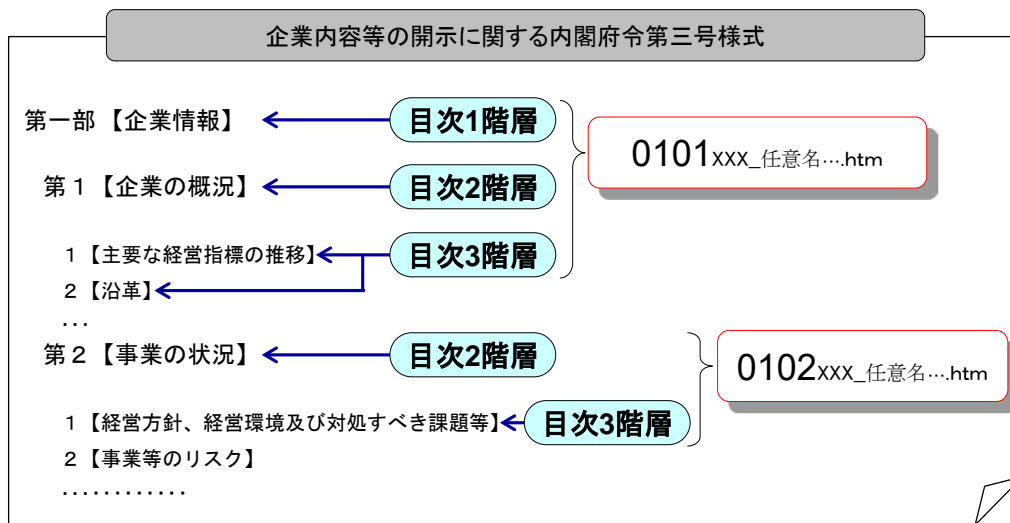 企業内容等の開示に関する内閣府令第三号様式
第一部【企業情報】
目次1階層
0101XXX_任意名….htm
第１【企業の概況】
目次2階層
１【主要な経営指標の推移】
目次3階層
２【沿革】
...
第２【事業の状況】
目次2階層
0102XXX_任意名….htm
１【経営方針、経営環境及び対処すべき課題等】
目次3階層
２【事業等のリスク】
............